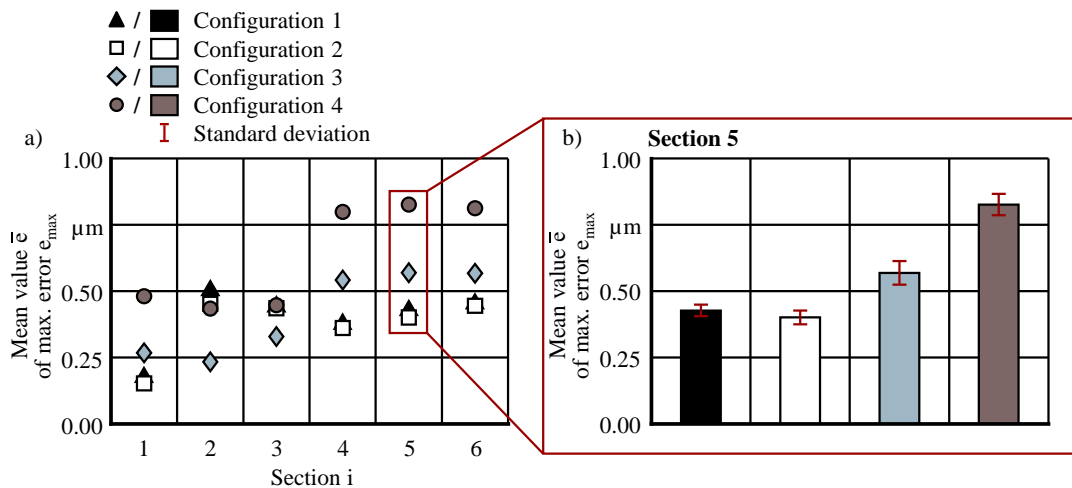 / Configuration 1
/ Configuration 2
/ Configuration 3
/ Configuration 4
Standard deviation
a)
Mean value e̅
of max. error e_max
1.00
µm
0.50
0.25
0.00
1 2 3 4 5 6
Section i
b) Section 5
Mean value e̅
of max. error e_max
1.00
µm
0.50
0.25
0.00